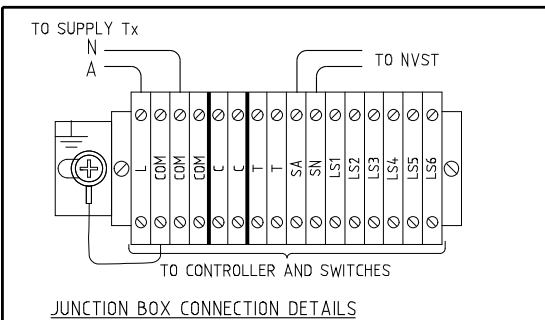 TO SUPPLY Tx
N
A
TO NVST
L
COM
COM
COM
C
C
T
T
SA
SN
LS1
LS2
LS3
LS4
LS5
LS6
TO CONTROLLER AND SWITCHES
JUNCTION BOX CONNECTION DETAILS